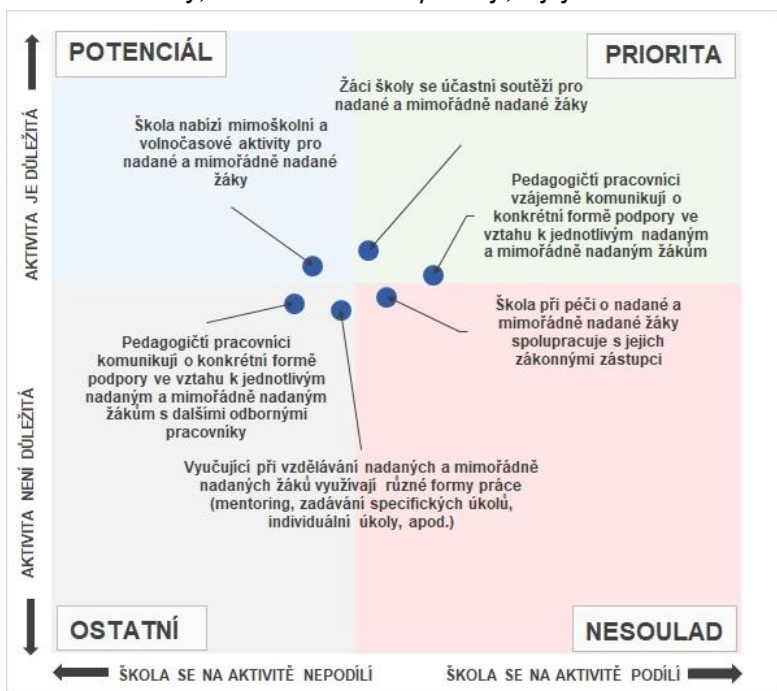 POTENCIÁL
PRIORITA
Žáci školy se účastní soutěží pro
nadané a mimořádně nadané žáky
Škola nabízí mimoškolní a
volnočasové aktivity pro
nadané a mimořádně nadané
žáky
Pedagogičtí pracovníci
vzájemně komunikují o
konkrétní formě podpory ve
vztahu k jednotlivým nadaným
a mimořádně nadaným žákům
Škola při péči o nadané a
mimořádně nadané žáky
spolupracuje s jejich
zákonnými zástupci
Pedagogičtí pracovníci
komunikují o konkrétní formě
podpory ve vztahu k jednotlivým
nadaným a mimořádně nadaným
žákům s dalšími odbornými
pracovníky
Vyučující při vzdělávání nadaných a mimořádně
nadaných žáků využívají různé formy práce
(mentoring, zadávání specifických úkolů,
individuální úkoly, apod.)
AKTIVITA JE DŮLEŽITÁ
AKTIVITA NENÍ DŮLEŽITÁ
OSTATNÍ
NESOULAD
ŠKOLA SE NA AKTIVITĚ NEPODÍLÍ
ŠKOLA SE NA AKTIVITĚ PODÍLÍ